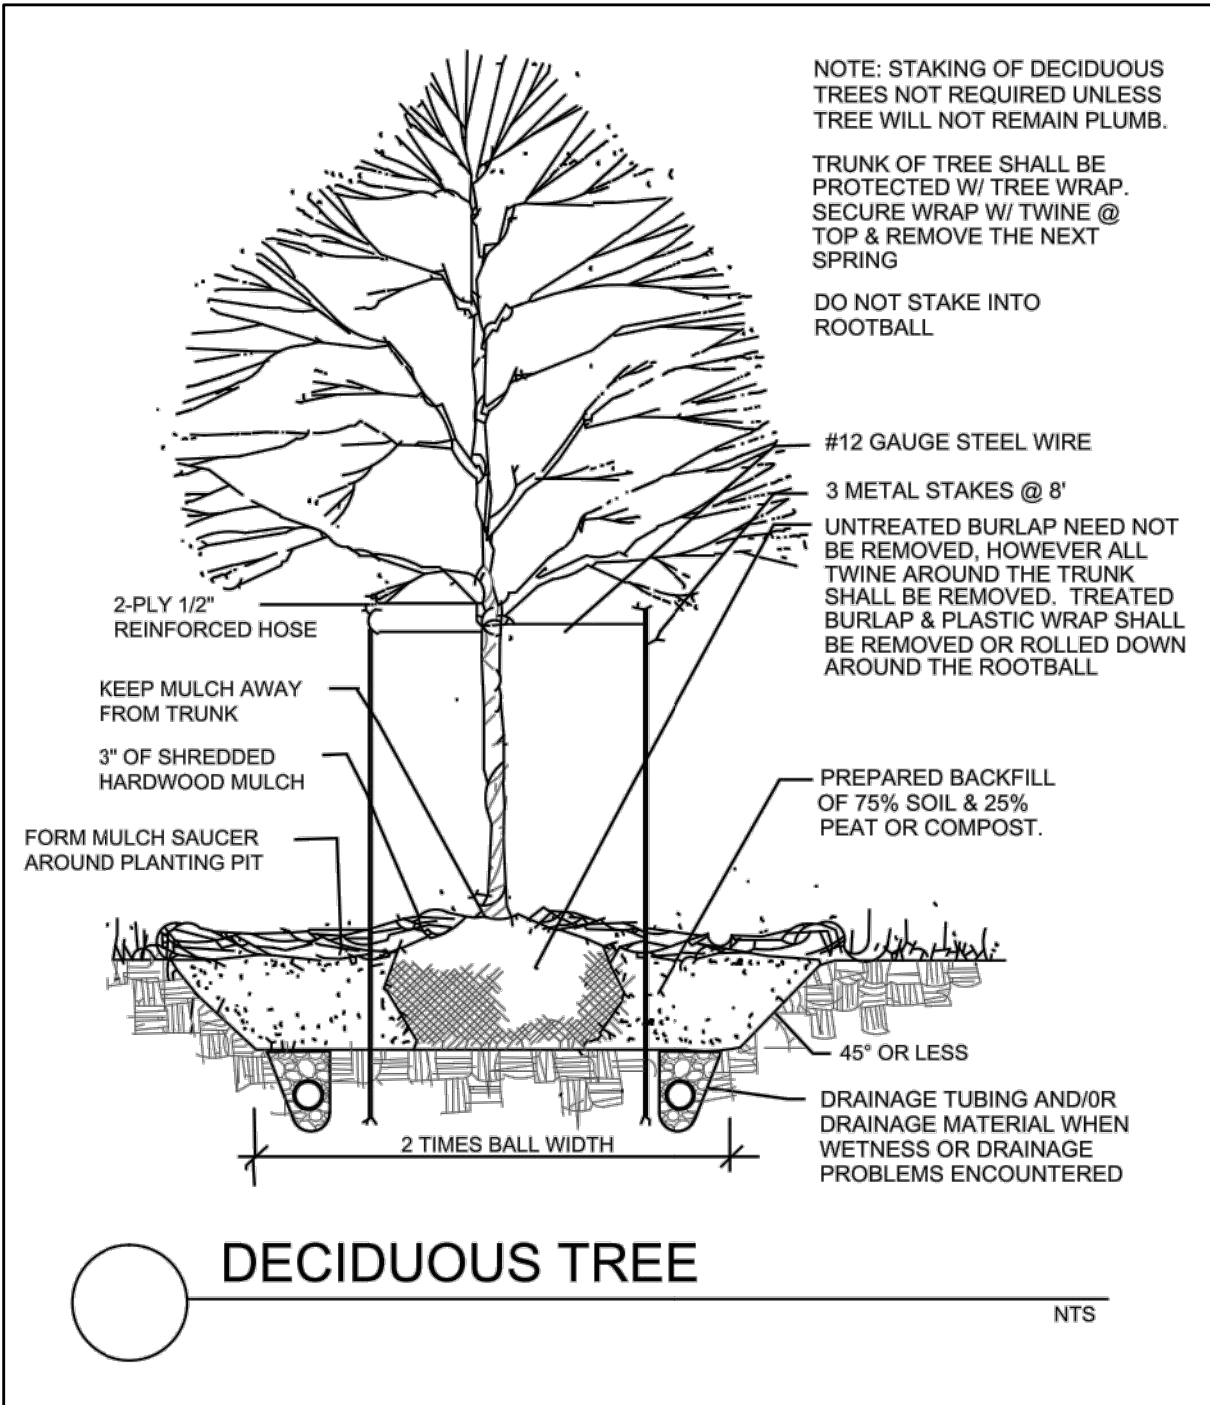 NOTE: STAKING OF DECIDUOUS
TREES NOT REQUIRED UNLESS
TREE WILL NOT REMAIN PLUMB.
TRUNK OF TREE SHALL BE
PROTECTED W/ TREE WRAP.
SECURE WRAP W/ TWINE @
TOP & REMOVE THE NEXT
SPRING
DO NOT STAKE INTO
ROOTBALL
#12 GAUGE STEEL WIRE
3 METAL STAKES @ 8'
UNTREATED BURLAP NEED NOT
BE REMOVED, HOWEVER ALL
TWINE AROUND THE TRUNK
SHALL BE REMOVED. TREATED
BURLAP & PLASTIC WRAP SHALL
BE REMOVED OR ROLLED DOWN
AROUND THE ROOTBALL
2-PLY 1/2"
REINFORCED HOSE
KEEP MULCH AWAY
FROM TRUNK
3" OF SHREDDED
HARDWOOD MULCH
FORM MULCH SAUCER
AROUND PLANTING PIT
PREPARED BACKFILL
OF 75% SOIL & 25%
PEAT OR COMPOST.
45° OR LESS
DRAINAGE TUBING AND/0R
DRAINAGE MATERIAL WHEN
WETNESS OR DRAINAGE
PROBLEMS ENCOUNTERED
2 TIMES BALL WIDTH
DECIDUOUS TREE
NTS